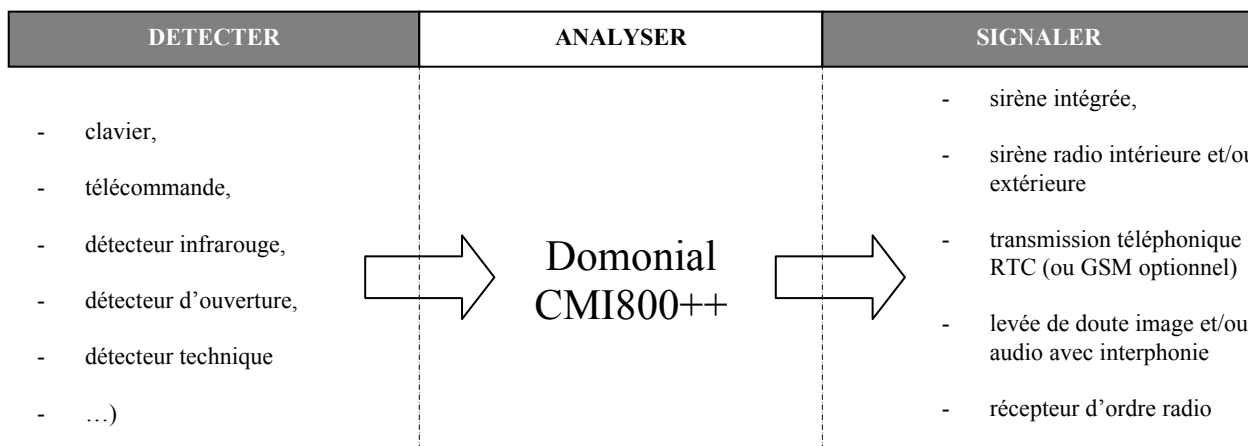 DETECTER
ANALYSER
SIGNALER
- clavier,
- télécommande,
- détecteur infrarouge,
- détecteur d’ouverture,
- détecteur technique
- …)
Domonial
CMI800++
- sirène intégrée,
- sirène radio intérieure et/ou
extérieure
- transmission téléphonique
RTC (ou GSM optionnel)
- levée de doute image et/ou
audio avec interphonie
- récepteur d’ordre radio